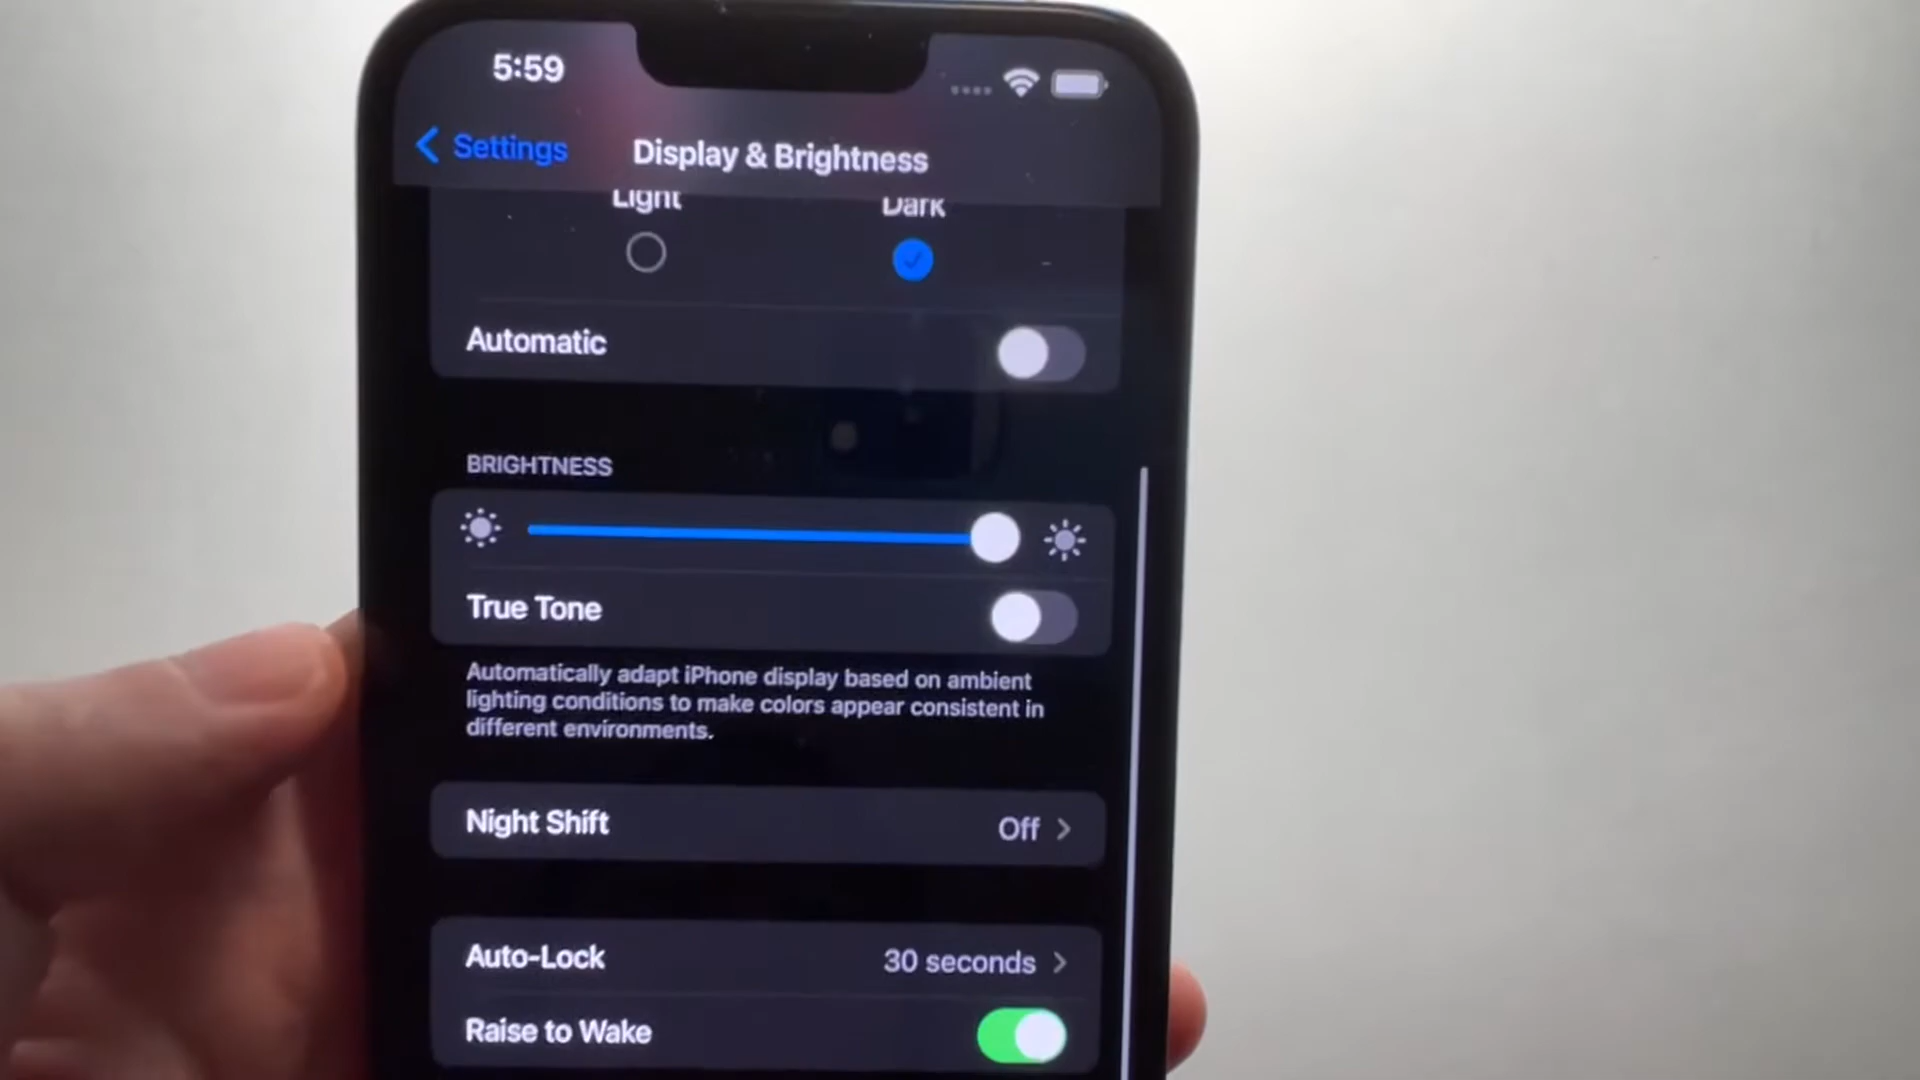 5:59
Settings
Display & Brightness
Light
Dark
Automatic
BRIGHTNESS
True Tone
Automatically adapt iPhone display based on ambient
lighting conditions to make colors appear consistent in
different environments.
Night Shift
Off
Auto-Lock
30 seconds
Raise to Wake